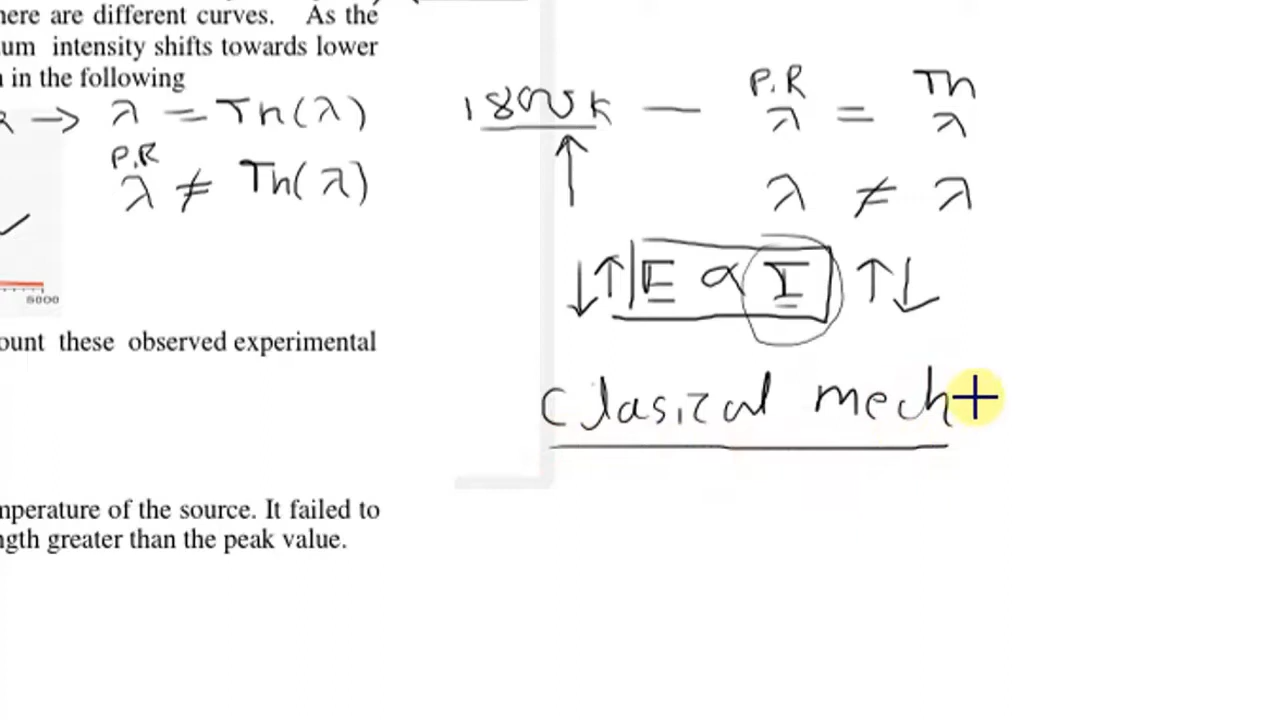 here are different curves. As the
um intensity shifts towards lower
in the following
→ λ = Th(λ)
P.R
λ ≠ Th(λ)
5000
ount these observed experimental
mperature of the source. It failed to
ngth greater than the peak value.
1800K — P.R λ = Th λ
λ ≠ λ
↓↑ E ∝ I ↑↓
Clasical mech